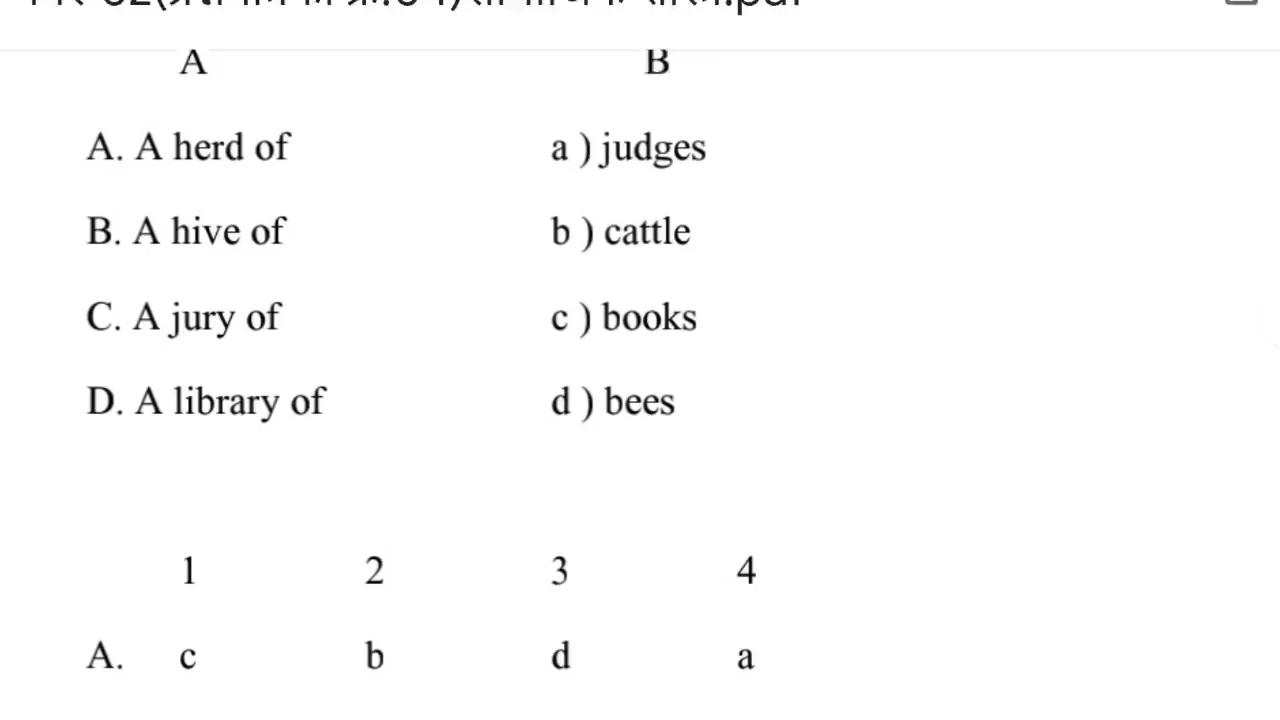 A B
A. A herd of a ) judges
B. A hive of b ) cattle
C. A jury of c ) books
D. A library of d ) bees
1 2 3 4
A. c b d a